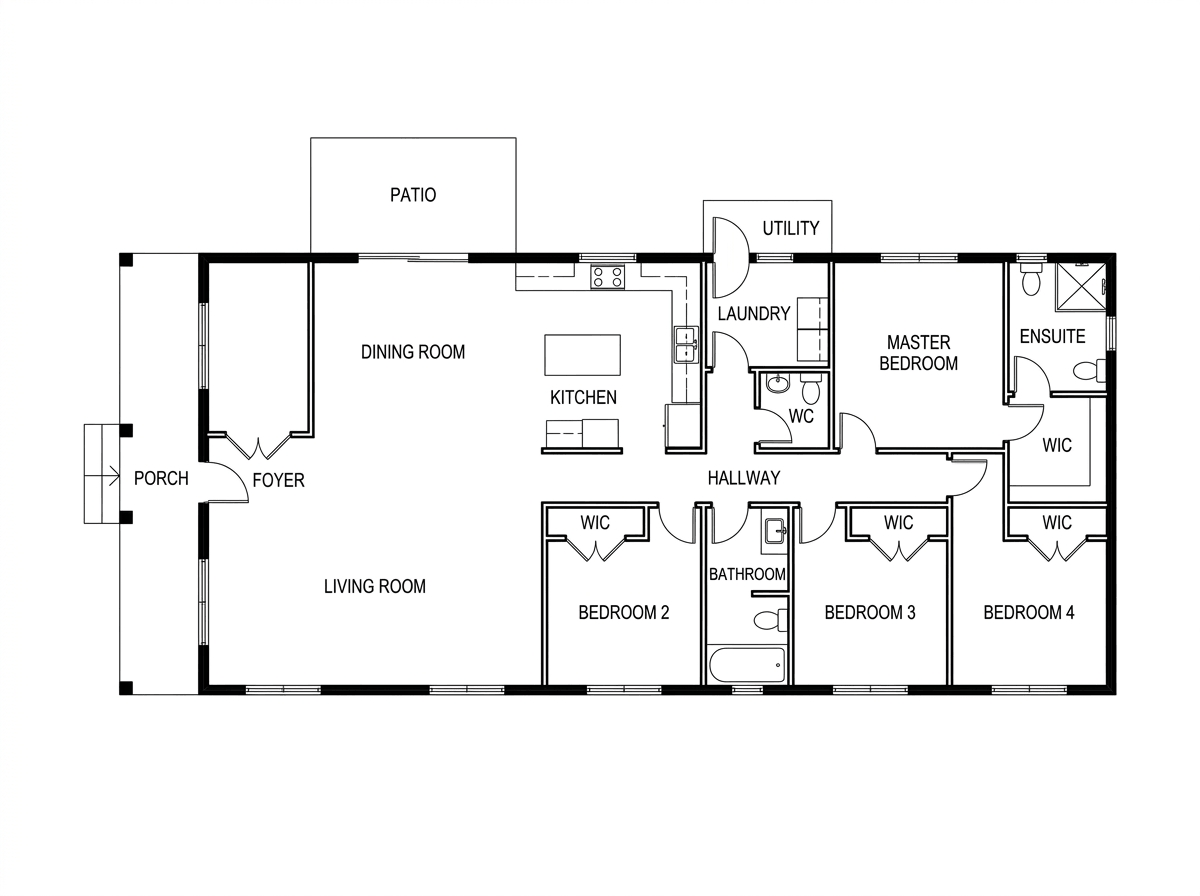 PATIO
UTILITY
LAUNDRY
DINING ROOM
MASTER
BEDROOM
ENSUITE
KITCHEN
WC
WIC
PORCH
FOYER
HALLWAY
WIC
WIC
WIC
BATHROOM
LIVING ROOM
BEDROOM 2
BEDROOM 3
BEDROOM 4